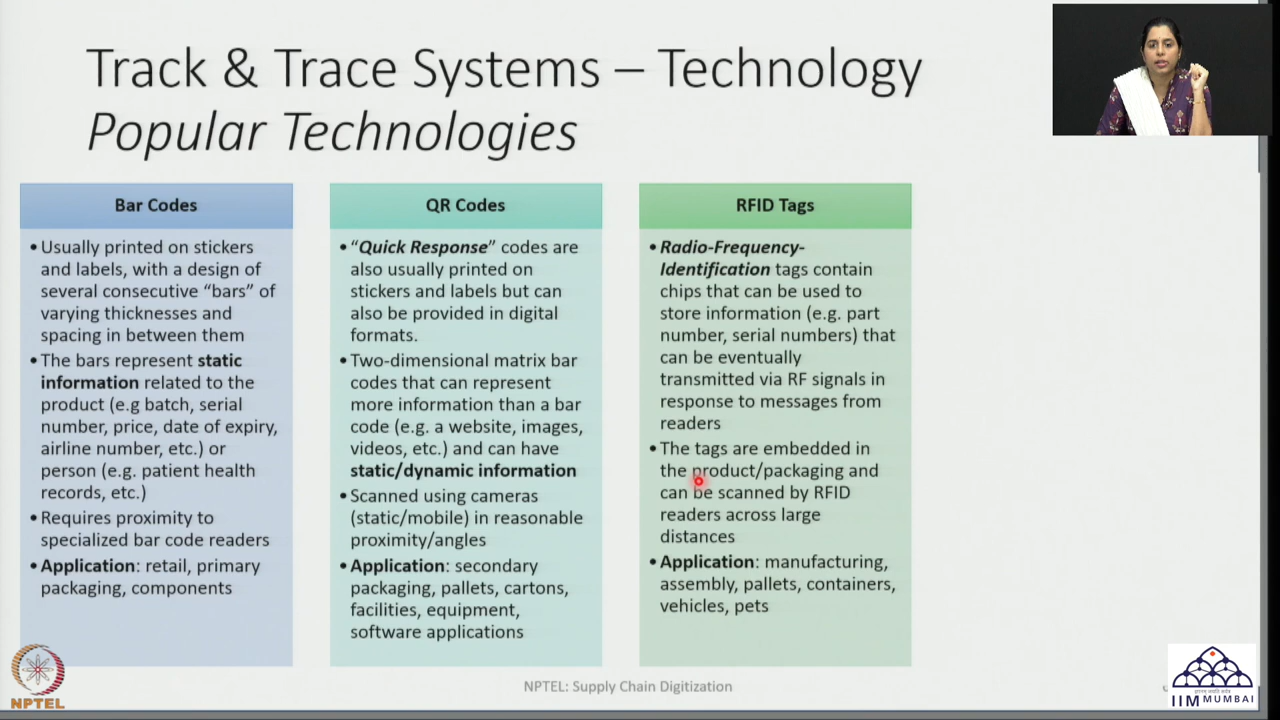 Track & Trace Systems – Technology
Popular Technologies
Bar Codes
• Usually printed on stickers
and labels, with a design of
several consecutive “bars” of
varying thicknesses and
spacing in between them
• The bars represent static
information related to the
product (e.g batch, serial
number, price, date of expiry,
airline number, etc.) or
person (e.g. patient health
records, etc.)
• Requires proximity to
specialized bar code readers
• Application: retail, primary
packaging, components
QR Codes
• “Quick Response” codes are
also usually printed on
stickers and labels but can
also be provided in digital
formats.
• Two-dimensional matrix bar
codes that can represent
more information than a bar
code (e.g. a website, images,
videos, etc.) and can have
static/dynamic information
• Scanned using cameras
(static/mobile) in reasonable
proximity/angles
• Application: secondary
packaging, pallets, cartons,
facilities, equipment,
software applications
RFID Tags
• Radio-Frequency-
Identification tags contain
chips that can be used to
store information (e.g. part
number, serial numbers) that
can be eventually
transmitted via RF signals in
response to messages from
readers
• The tags are embedded in
the product/packaging and
can be scanned by RFID
readers across large
distances
• Application: manufacturing,
assembly, pallets, containers,
vehicles, pets
NPTEL
NPTEL: Supply Chain Digitization
IIM MUMBAI